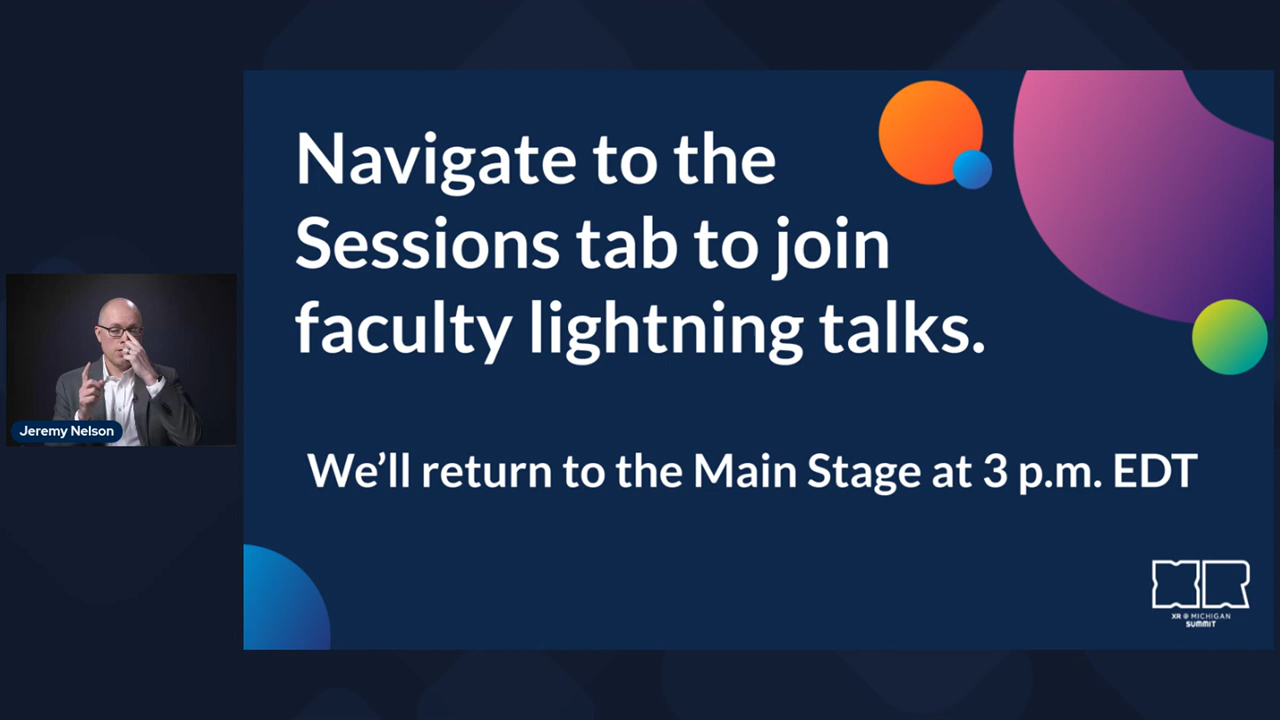 Navigate to the
Sessions tab to join
faculty lightning talks.
We’ll return to the Main Stage at 3 p.m. EDT
Jeremy Nelson
XR
XR @ MICHIGAN
SUMMIT